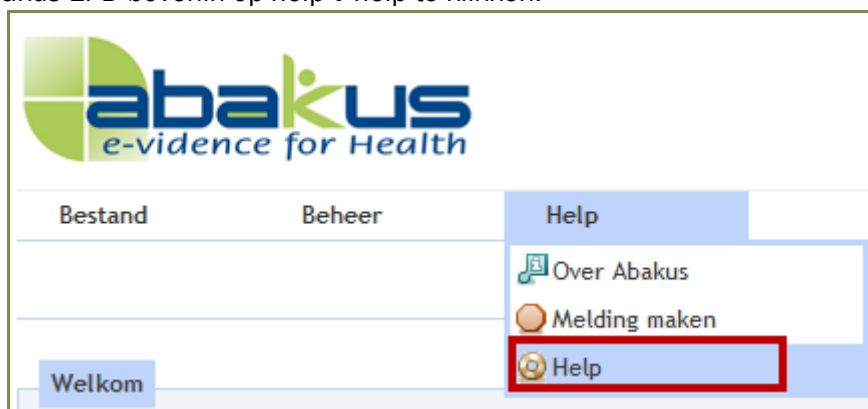 abakus
e-vidence for Health
Bestand Beheer Help
Over Abakus
Melding maken
Help
Welkom